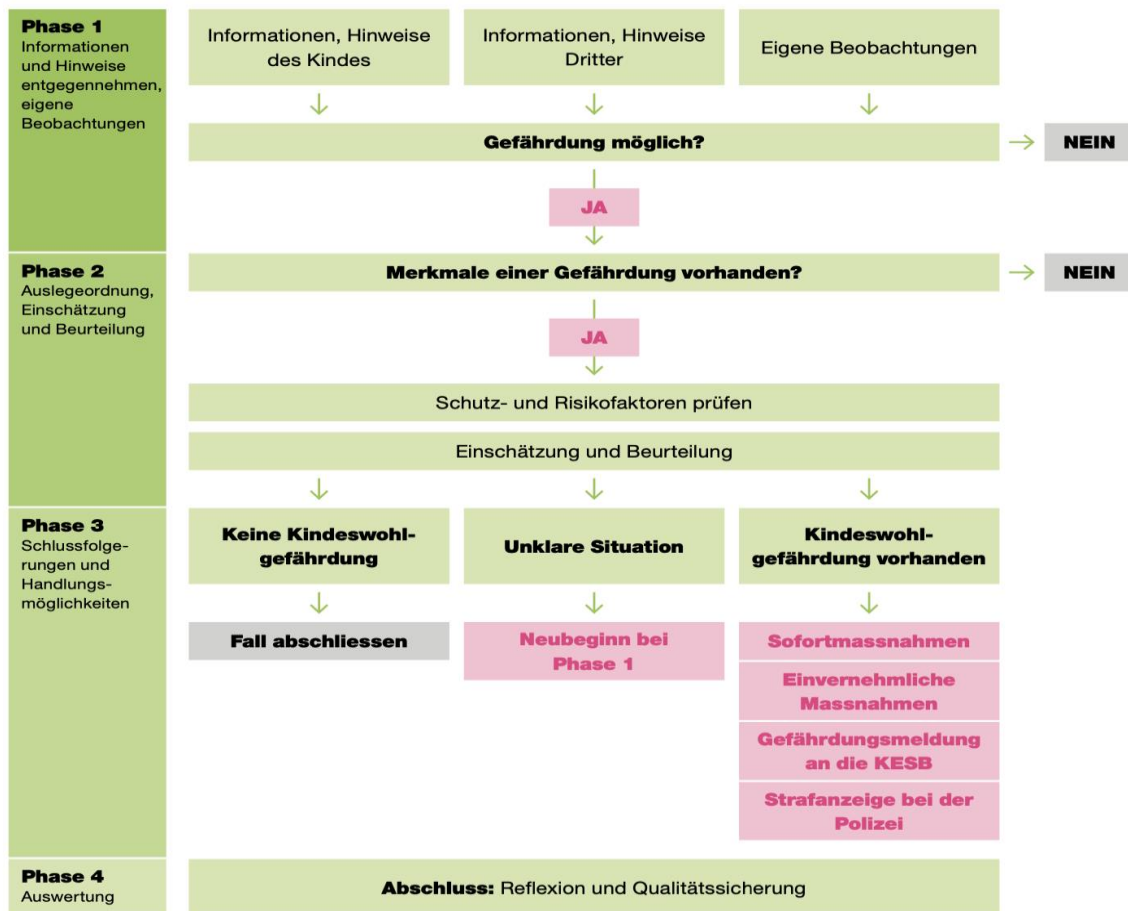 Phase 1
Informationen
und Hinweise
entgegennehmen,
eigene
Beobachtungen
Informationen, Hinweise
des Kindes
Informationen, Hinweise
Dritter
Eigene Beobachtungen
Gefährdung möglich?
NEIN
JA
Phase 2
Auslegeordnung,
Einschätzung
und Beurteilung
Merkmale einer Gefährdung vorhanden?
NEIN
JA
Schutz- und Risikofaktoren prüfen
Einschätzung und Beurteilung
Phase 3
Schlussfolge-
rungen und
Handlungs-
möglichkeiten
Keine Kindeswohl-
gefährdung
Unklare Situation
Kindeswohl-
gefährdung vorhanden
Fall abschliessen
Neubeginn bei
Phase 1
Sofortmassnahmen
Einvernehmliche
Massnahmen
Gefährdungsmeldung
an die KESB
Strafanzeige bei der
Polizei
Phase 4
Auswertung
Abschluss: Reflexion und Qualitätssicherung